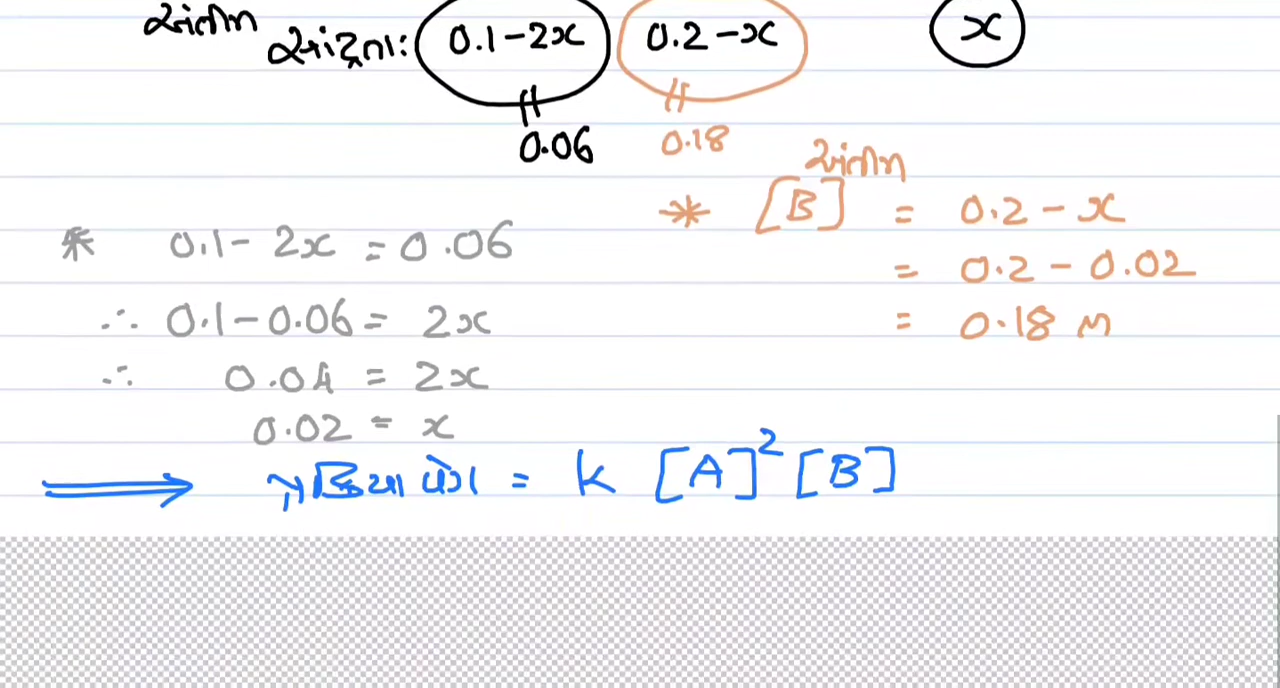 અંતિમ
સાંદ્રતા: 0.1-2x 0.2-x x
0.06 0.18
* 0.1-2x = 0.06
∴ 0.1-0.06 = 2x
∴ 0.04 = 2x
0.02 = x
* [B] અંતિમ = 0.2-x
= 0.2-0.02
= 0.18 M
⟹ પ્રક્રિયા વેગ = k [A]² [B]